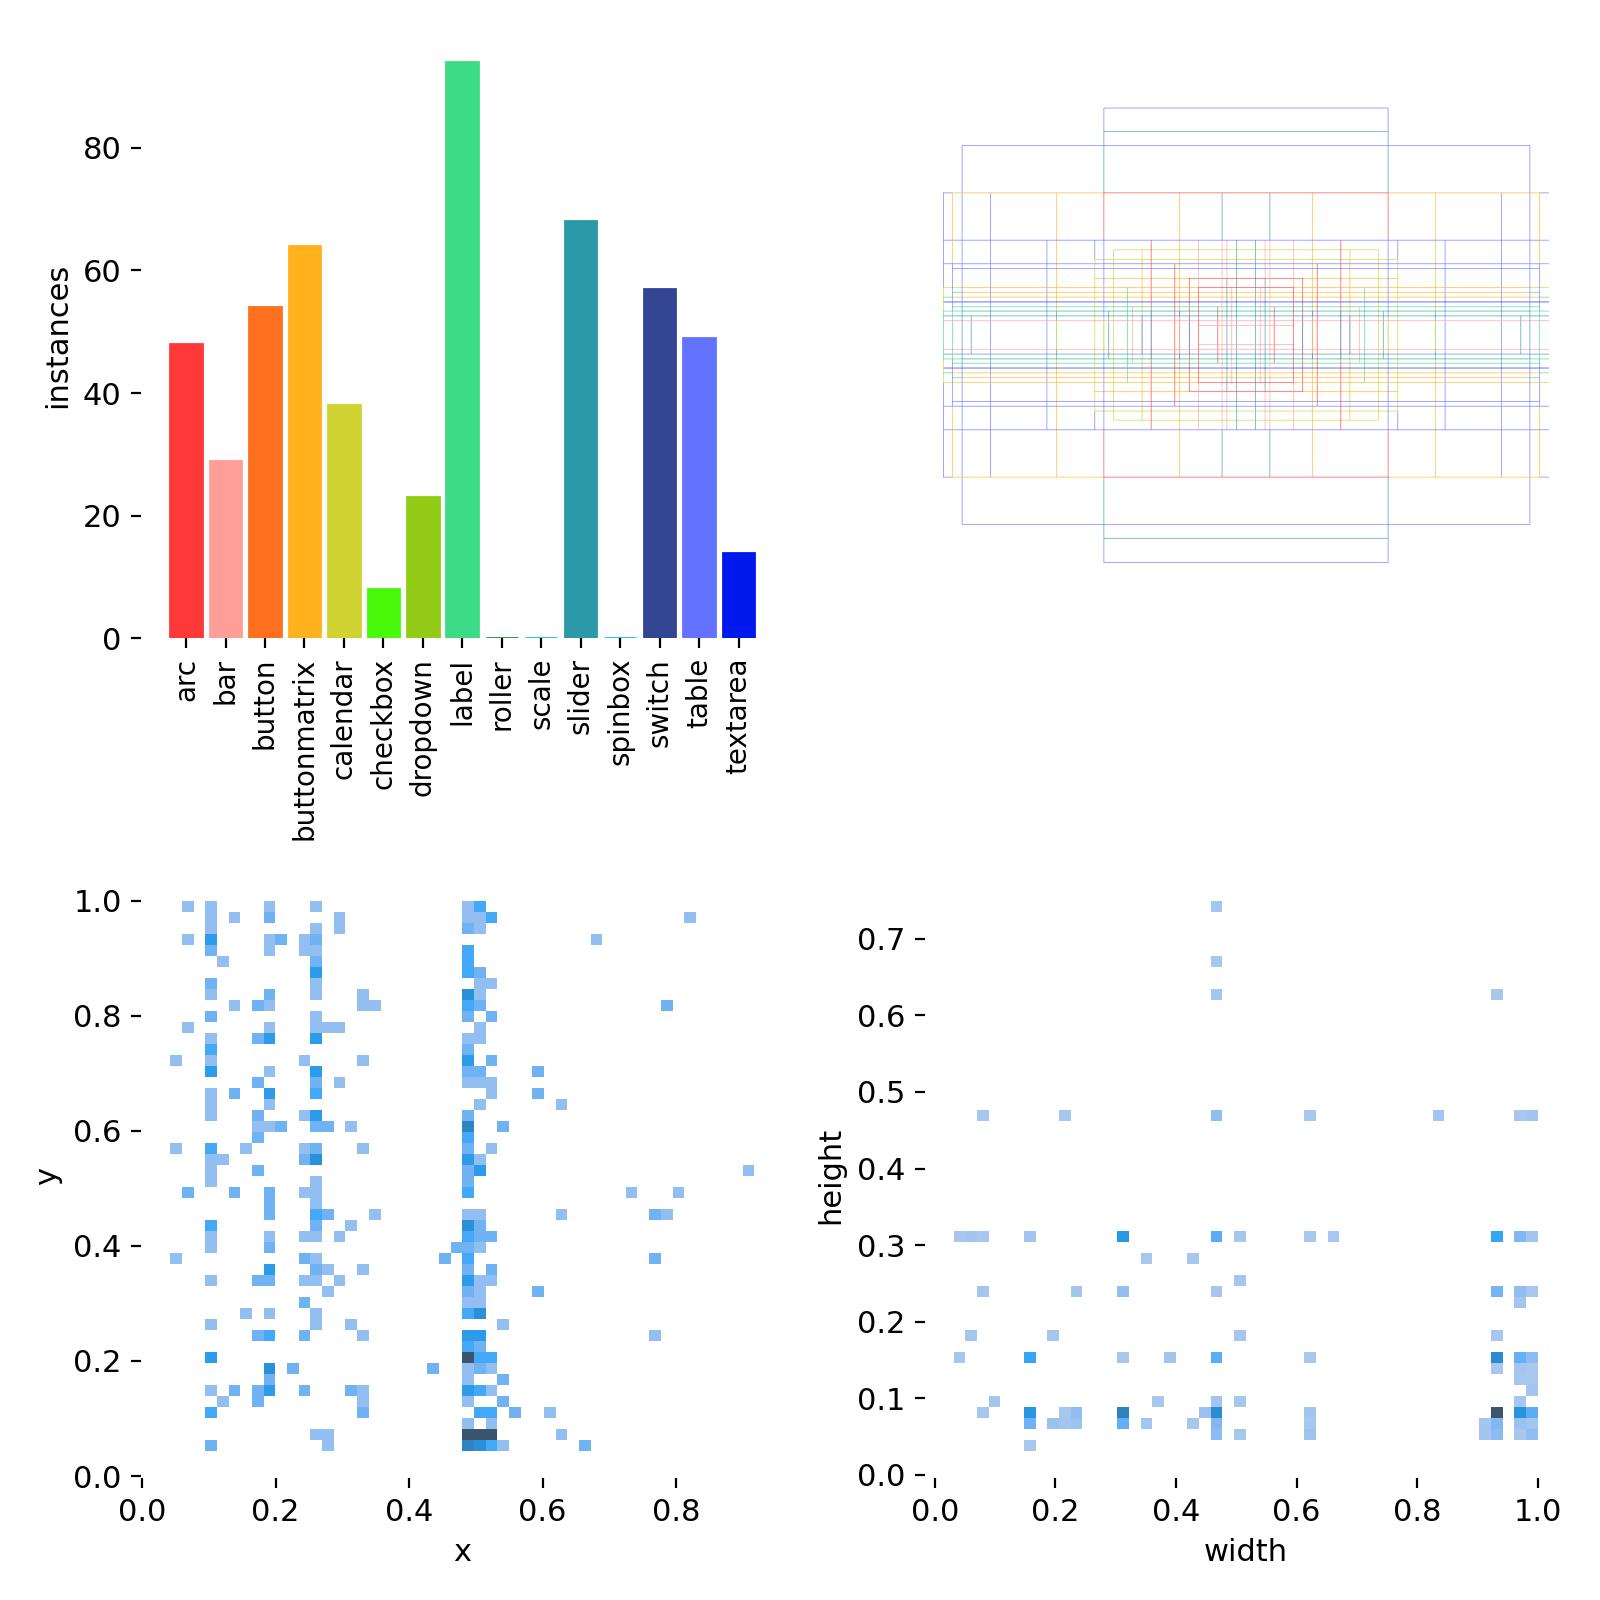 80
60
40
20
0
instances
arc
bar
button
buttonmatrix
calendar
checkbox
dropdown
label
roller
scale
slider
spinbox
switch
table
textarea
1.0
0.8
0.6
0.4
0.2
0.0
y
0.0 0.2 0.4 0.6 0.8
x
0.7
0.6
0.5
0.4
0.3
0.2
0.1
0.0
height
0.0 0.2 0.4 0.6 0.8 1.0
width